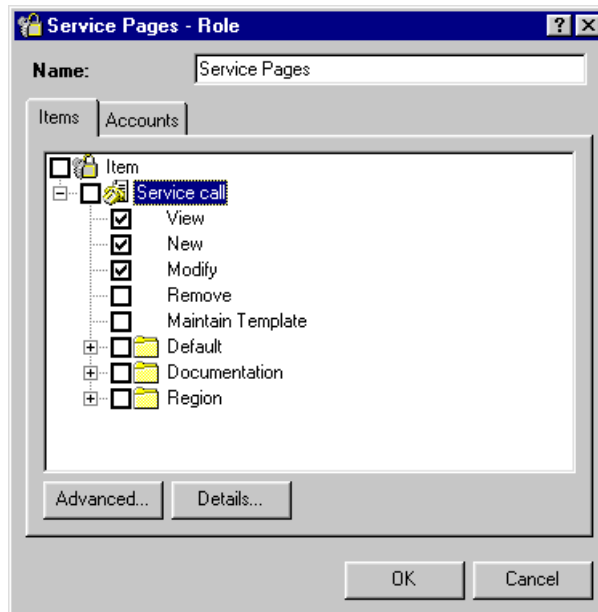 Service Pages - Role
Name: Service Pages
Items Accounts
Item
Service call
View
New
Modify
Remove
Maintain Template
Default
Documentation
Region
Advanced... Details...
OK Cancel